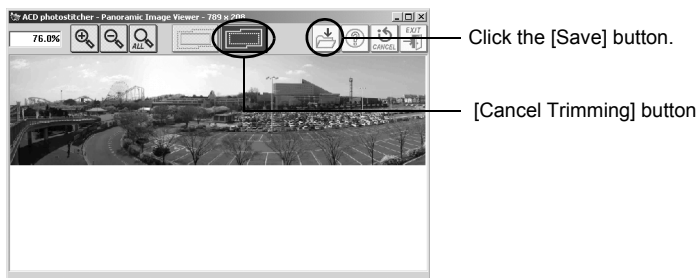 ACD photostitcher - Panoramic Image Viewer - 789 x 208
76.0%
ALL
CANCEL
EXIT
Click the [Save] button.
[Cancel Trimming] button